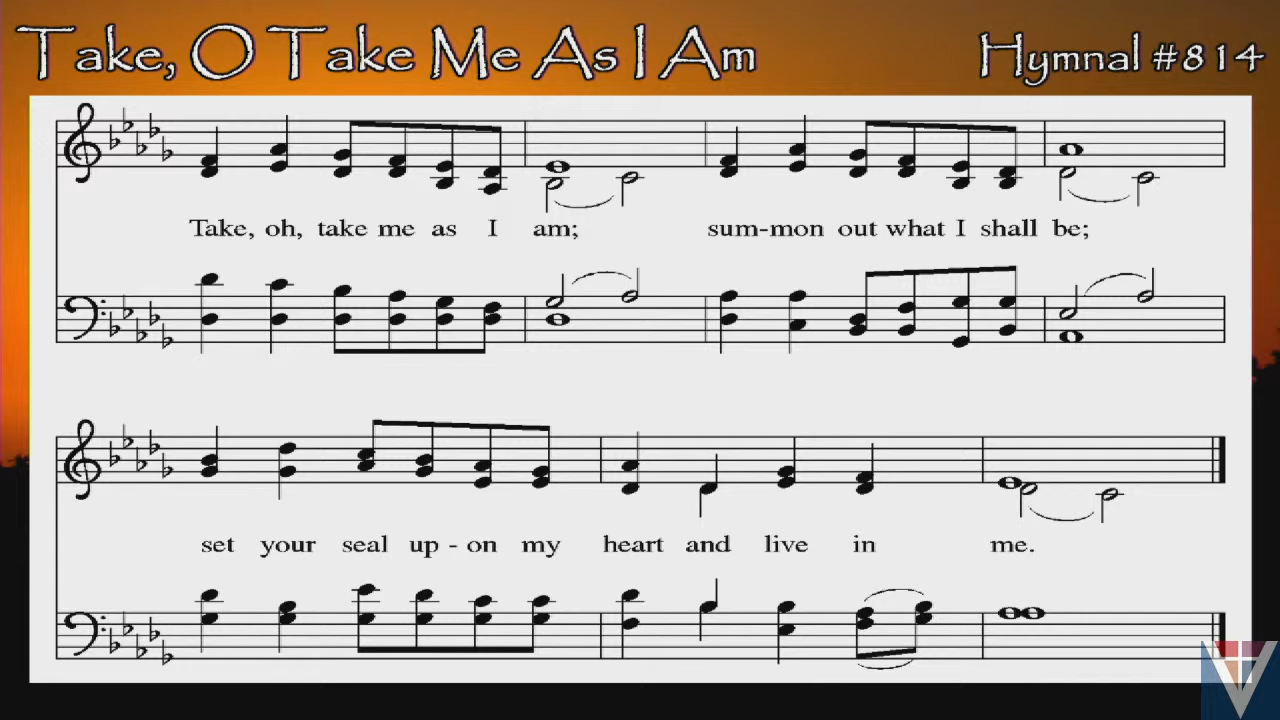 Take, O Take Me As I Am
Hymnal #814
Take, oh, take me as I am; sum-mon out what I shall be;
set your seal up - on my heart and live in me.